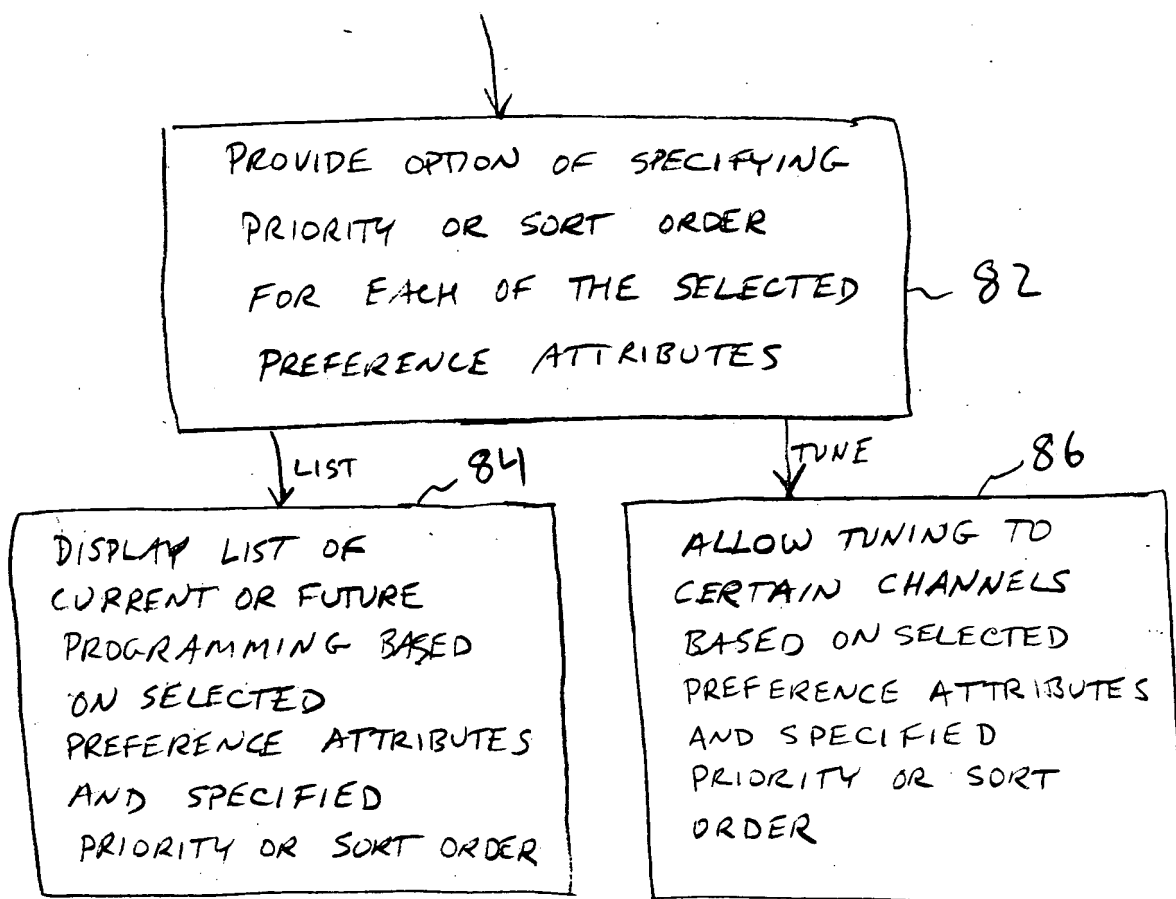 PROVIDE OPTION OF SPECIFYING
PRIORITY OR SORT ORDER
FOR EACH OF THE SELECTED
PREFERENCE ATTRIBUTES
82
LIST
84
TUNE
86
DISPLAY LIST OF
CURRENT OR FUTURE
PROGRAMMING BASED
ON SELECTED
PREFERENCE ATTRIBUTES
AND SPECIFIED
PRIORITY OR SORT ORDER
ALLOW TUNING TO
CERTAIN CHANNELS
BASED ON SELECTED
PREFERENCE ATTRIBUTES
AND SPECIFIED
PRIORITY OR SORT
ORDER